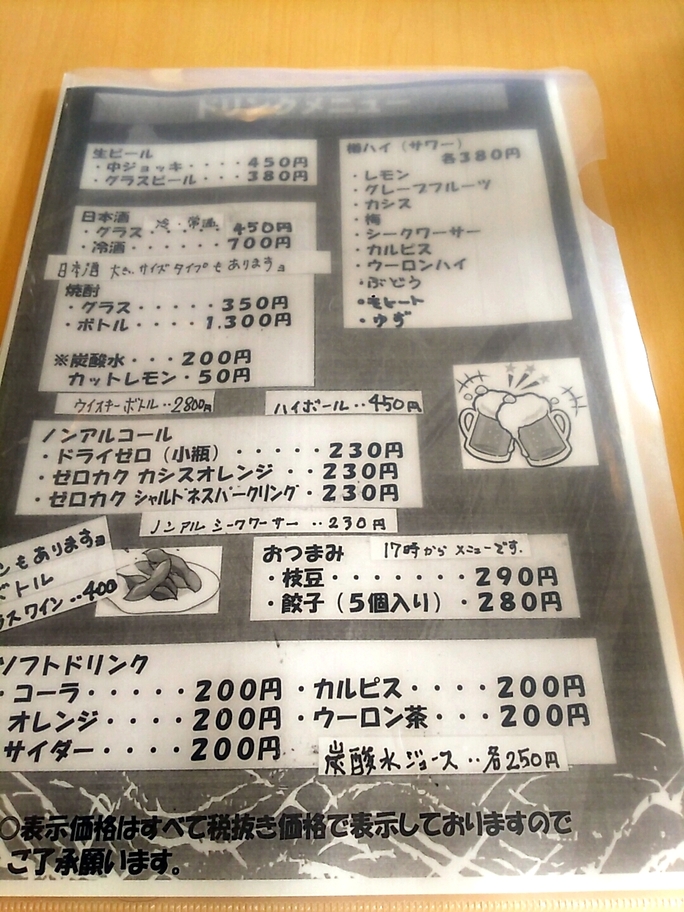 ドリンクメニュー
生ビール
・中ジョッキ・・・・450円
・グラスビール・・・・380円
日本酒 冷・常温
・グラス・・・・・450円
・冷酒・・・・・・700円
日本酒 大きいサイズタイプもありますョ
焼酎
・グラス・・・・・350円
・ボトル・・・・・1.300円
※炭酸水・・・200円
カットレモン・50円
ウイスキーボトル‥2800円
ハイボール‥450円
樽ハイ（サワー）
各380円
・レモン
・グレープフルーツ
・カシス
・梅
・シークワーサー
・カルピス
・ウーロンハイ
・ぶどう
・モヒート
・ゆず
ノンアルコール
・ドライゼロ（小瓶）・・・・・230円
・ゼロカク カシスオレンジ・・・230円
・ゼロカク シャルドネスパークリング・230円
ノンアルシークワーサー‥230円
ンもありますョ
ボトル
ラスワイン‥400
おつまみ 17時からメニューです.
・枝豆・・・・・・・290円
・餃子（5個入り）・280円
ソフトドリンク
・コーラ・・・・・200円・カルピス・・・・200円
オレンジ・・・・200円・ウーロン茶・・・200円
サイダー・・・・200円
炭酸水ジュース‥各250円
○表示価格はすべて税抜き価格で表示しておりますので
ご了承願います。